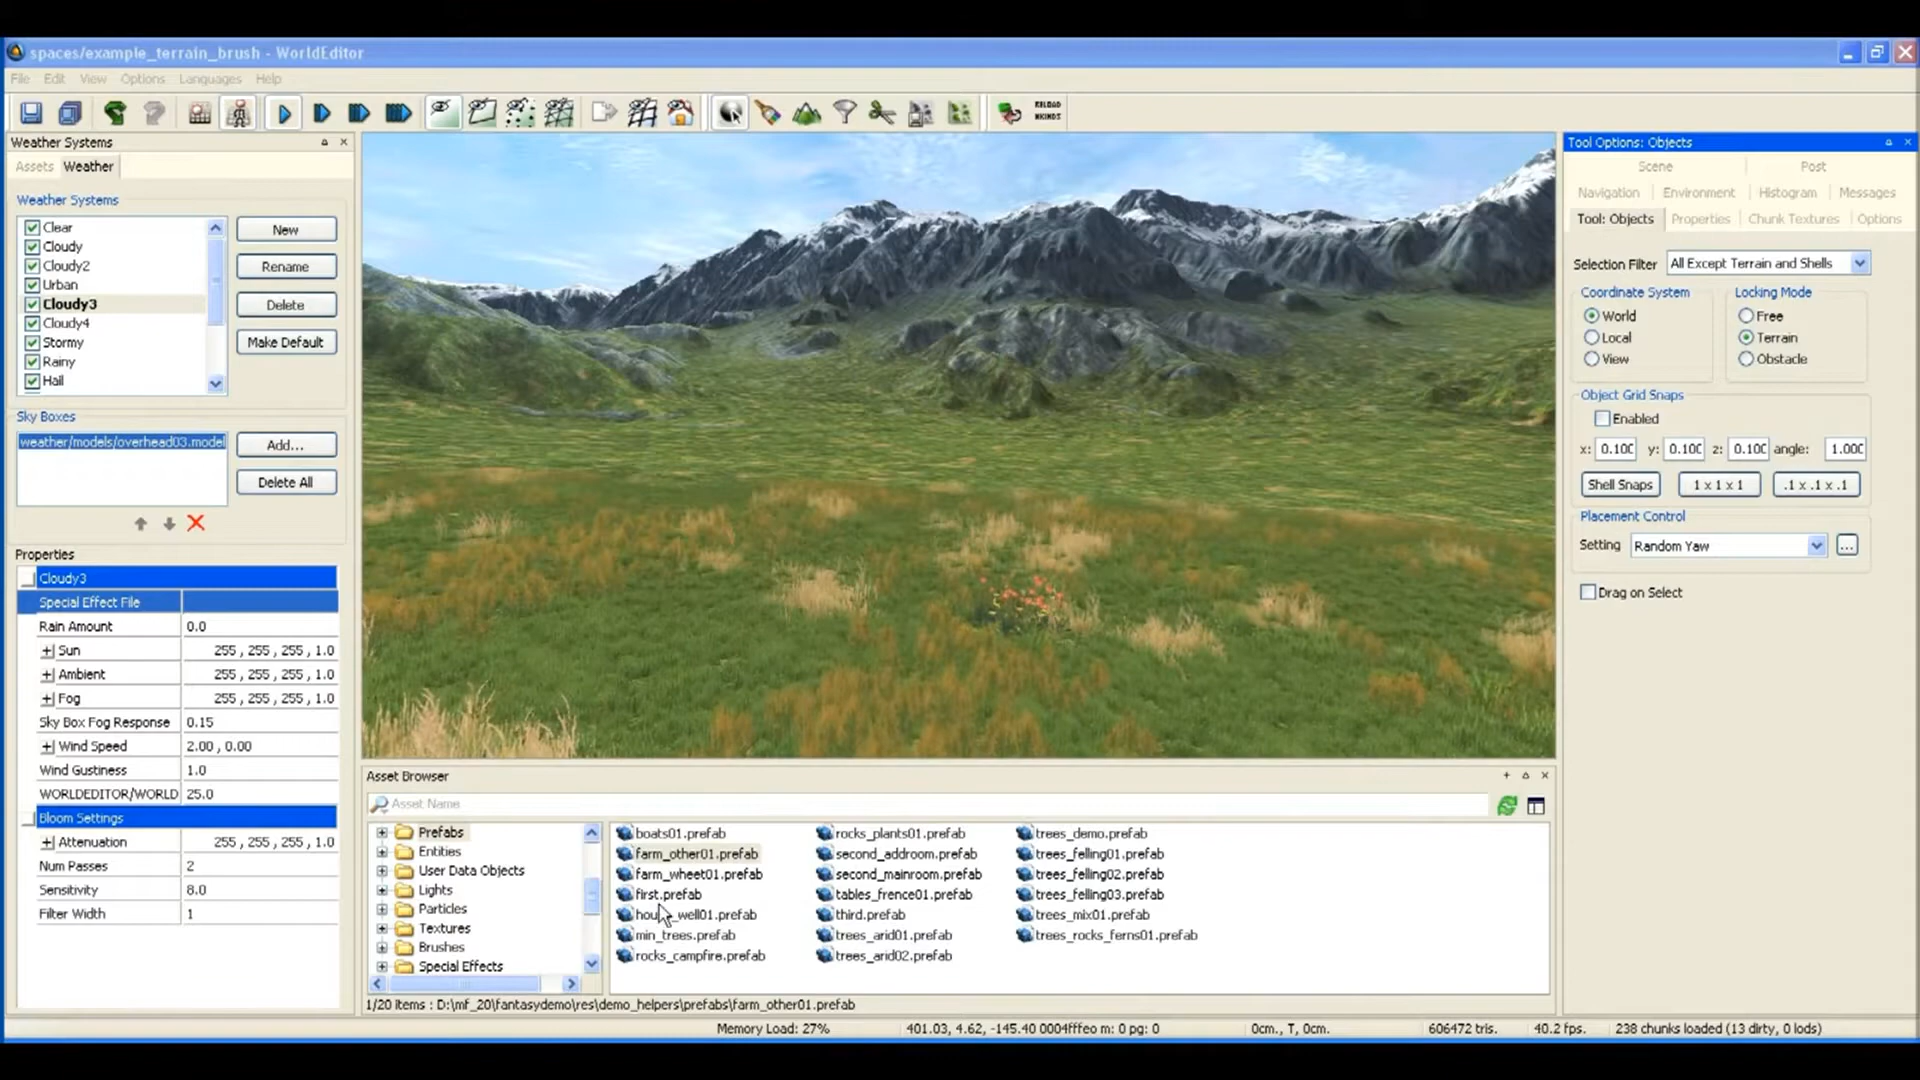 spaces/example_terrain_brush - WorldEditor
File Edit View Options Languages Help
RELOAD
NKINDS
Weather Systems
Assets Weather
Weather Systems
Clear
Cloudy
Cloudy2
Urban
Cloudy3
Cloudy4
Stormy
Rainy
Hail
New
Rename
Delete
Make Default
Sky Boxes
weather/models/overhead03.model
Add...
Delete All
Properties
Cloudy3
Special Effect File
Rain Amount 0.0
Sun 255 , 255 , 255 , 1.0
Ambient 255 , 255 , 255 , 1.0
Fog 255 , 255 , 255 , 1.0
Sky Box Fog Response 0.15
Wind Speed 2.00 , 0.00
Wind Gustiness 1.0
WORLDEDITOR/WORLD 25.0
Bloom Settings
Attenuation 255 , 255 , 255 , 1.0
Num Passes 2
Sensitivity 8.0
Filter Width 1
Asset Browser
Asset Name
Prefabs
Entities
User Data Objects
Lights
Particles
Textures
Brushes
Special Effects
boats01.prefab
farm_other01.prefab
farm_wheet01.prefab
first.prefab
min_trees.prefab
rocks_campfire.prefab
rocks_plants01.prefab
second_addroom.prefab
second_mainroom.prefab
tables_frence01.prefab
third.prefab
trees_arid01.prefab
trees_arid02.prefab
trees_demo.prefab
trees_felling01.prefab
trees_felling02.prefab
trees_felling03.prefab
trees_mix01.prefab
trees_rocks_ferns01.prefab
1/20 items : D:\mf_20\fantasydemo\res\demo_helpers\prefabs\farm_other01.prefab
Tool Options: Objects
Scene Post
Navigation Environment Histogram Messages
Tool: Objects Properties Chunk Textures Options
Selection Filter All Except Terrain and Shells
Coordinate System
World
Local
View
Locking Mode
Free
Terrain
Obstacle
Object Grid Snaps
Enabled
x: 0.100 y: 0.100 z: 0.100 angle: 1.000
Shell Snaps 1 x 1 x 1 .1 x .1 x .1
Placement Control
Setting Random Yaw ...
Drag on Select
Memory Load: 27% 401.03, 4.62, -145.40 0004fffeo m: 0 pg: 0 0cm., T, 0cm. 606472 tris. 40.2 fps. 238 chunks loaded (13 dirty, 0 lods)